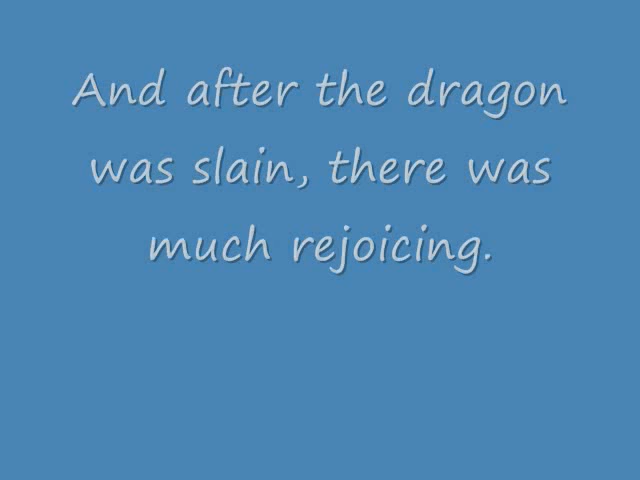 And after the dragon
was slain, there was
much rejoicing.